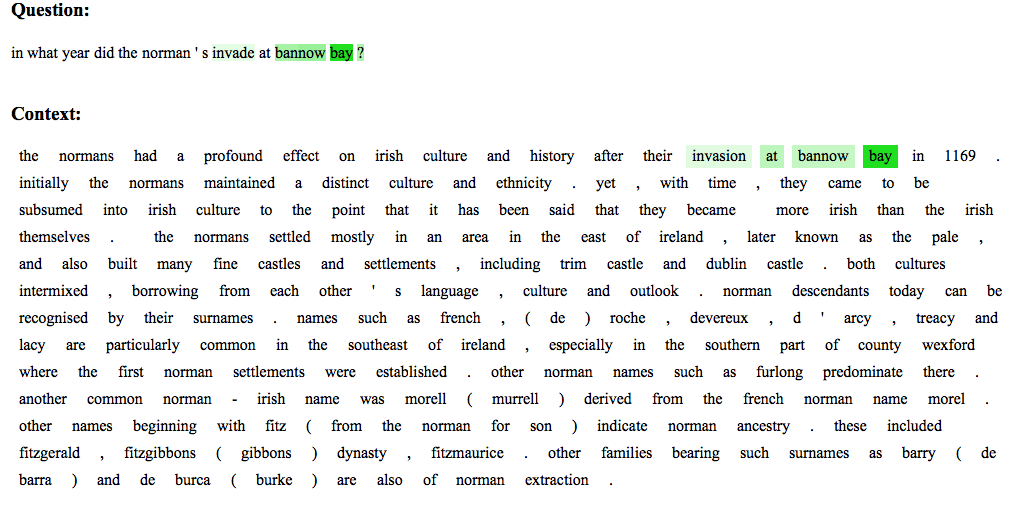 Question:
in what year did the norman ' s invade at bannow bay ?
Context:
the normans had a profound effect on irish culture and history after their invasion at bannow bay in 1169 .
initially the normans maintained a distinct culture and ethnicity . yet , with time , they came to be
subsumed into irish culture to the point that it has been said that they became more irish than the irish
themselves . the normans settled mostly in an area in the east of ireland , later known as the pale ,
and also built many fine castles and settlements , including trim castle and dublin castle . both cultures
intermixed , borrowing from each other ' s language , culture and outlook . norman descendants today can be
recognised by their surnames . names such as french , ( de ) roche , devereux , d ' arcy , treacy and
lacy are particularly common in the southeast of ireland , especially in the southern part of county wexford
where the first norman settlements were established . other norman names such as furlong predominate there .
another common norman - irish name was morell ( murrell ) derived from the french norman name morel .
other names beginning with fitz ( from the norman for son ) indicate norman ancestry . these included
fitzgerald , fitzgibbons ( gibbons ) dynasty , fitzmaurice . other families bearing such surnames as barry ( de
barra ) and de burca ( burke ) are also of norman extraction .